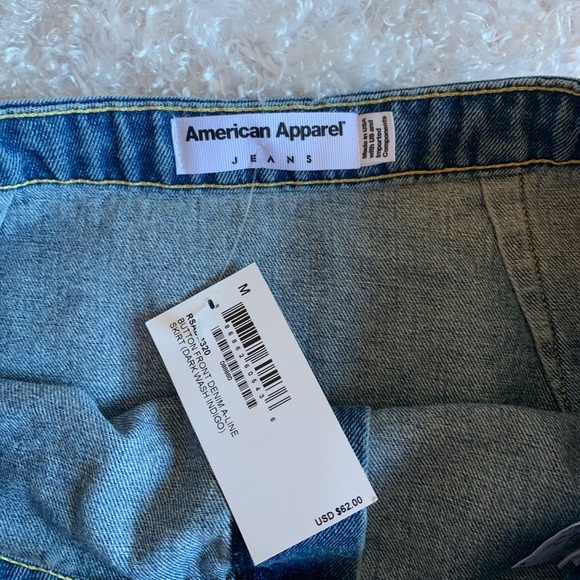 American Apparel®
JEANS
Made in USA
with US and
Imported
Components
M
BUTTON FRONT DENIM A-LINE
SKIRT (DARK WASH INDIGO)
6
USD $62.00